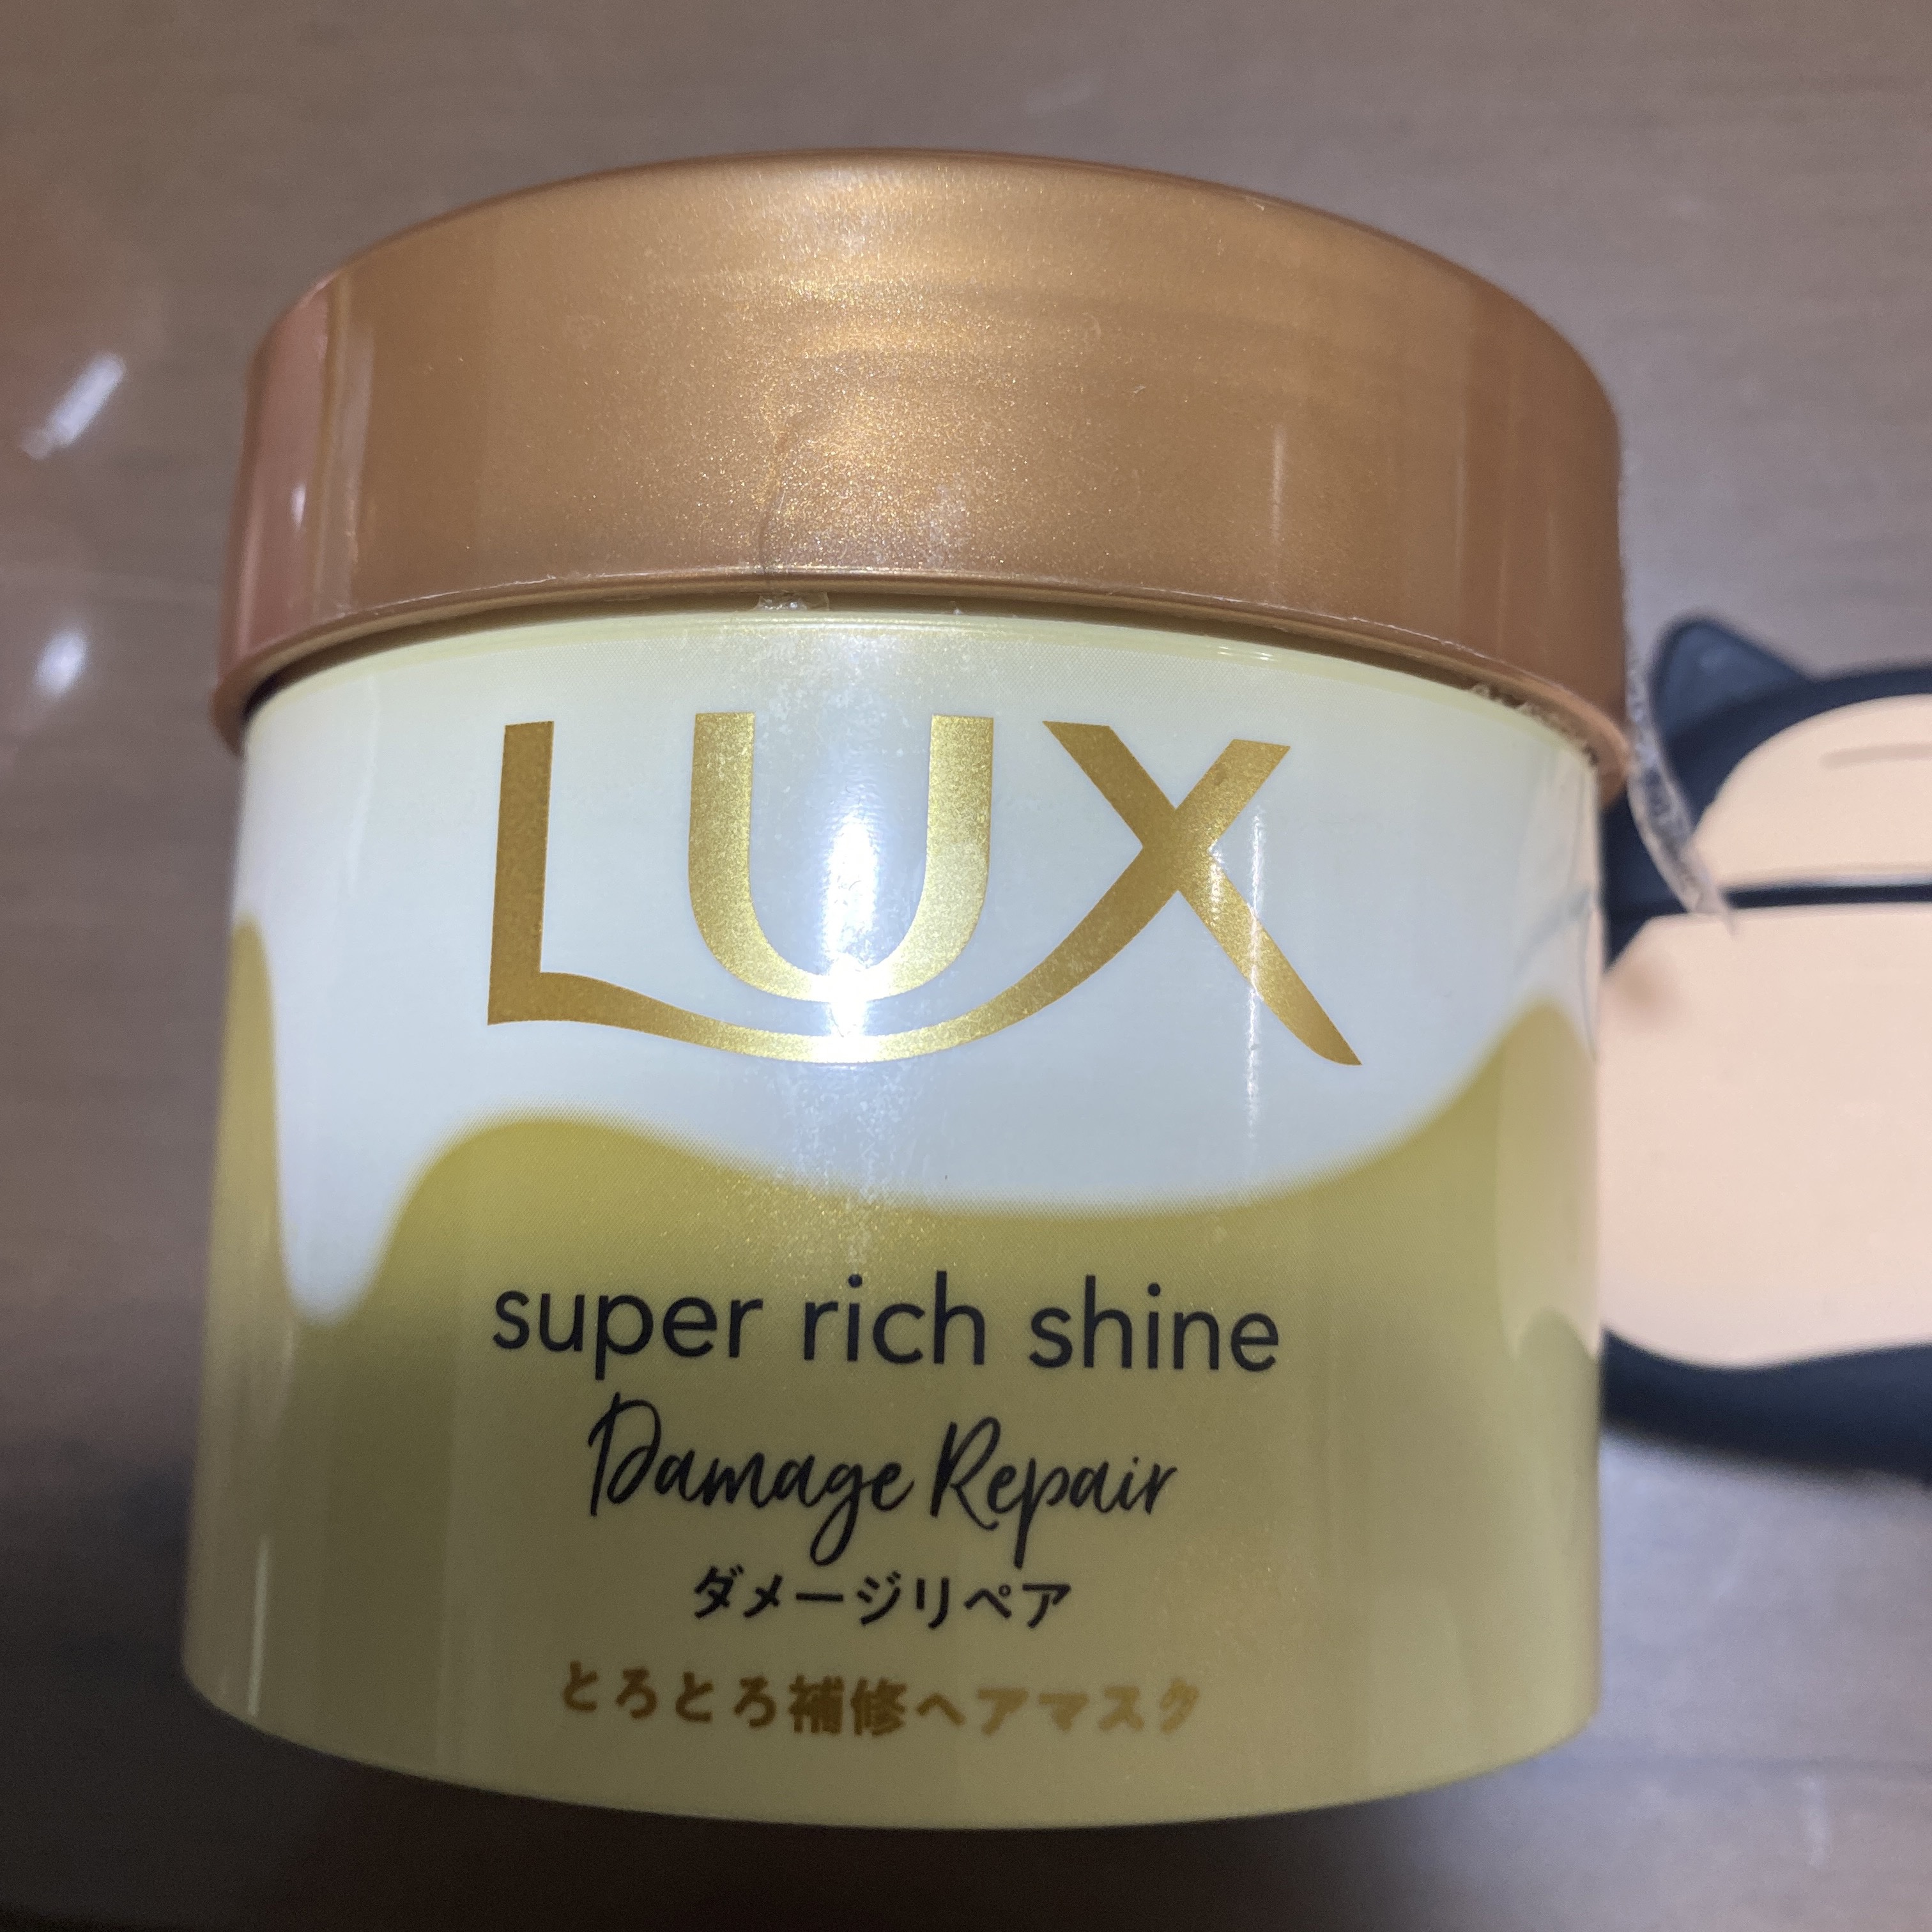 LUX
super rich shine
Damage Repair
ダメージリペア
とろとろ補修ヘアマスク